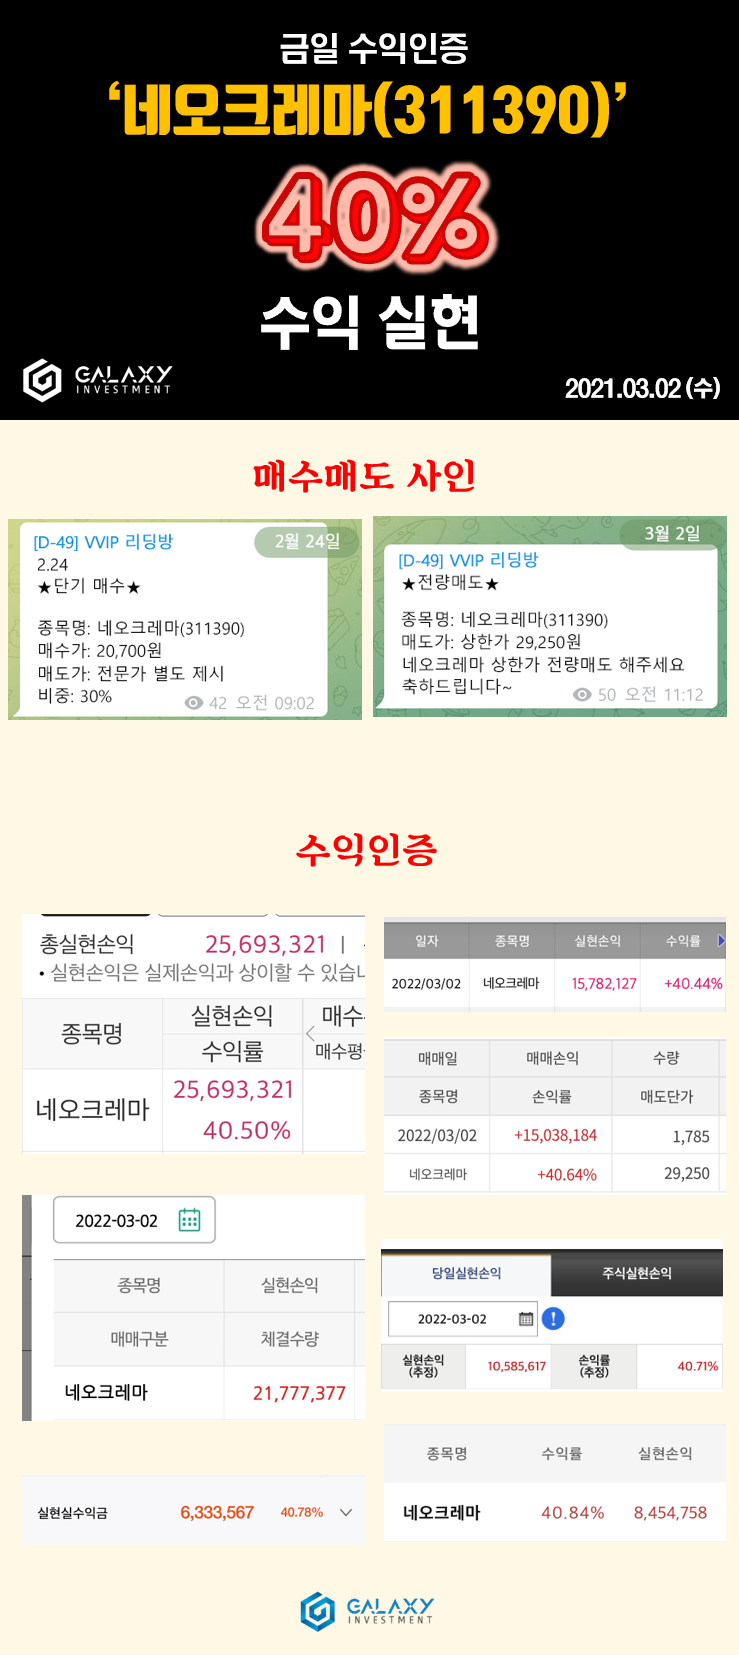 금일 수익인증
‘네오크레마(311390)’
40%
수익 실현
GALAXY
INVESTMENT
2021.03.02 (수)
매수매도 사인
[D-49] VVIP 리딩방
2월 24일
2.24
★단기 매수★
종목명: 네오크레마(311390)
매수가: 20,700원
매도가: 전문가 별도 제시
비중: 30%
42 오전 09:02
3월 2일
[D-49] VVIP 리딩방
★전량매도★
종목명: 네오크레마(311390)
매도가: 상한가 29,250원
네오크레마 상한가 전량매도 해주세요
축하드립니다~
50 오전 11:12
수익인증
총실현손익 25,693,321 |
• 실현손익은 실제손익과 상이할 수 있습니
종목명 실현손익 매수
수익률 매수평
네오크레마 25,693,321
40.50%
일자 종목명 실현손익 수익률
2022/03/02 네오크레마 15,782,127 +40.44%
매매일 매매손익 수량
종목명 손익률 매도단가
2022/03/02 +15,038,184 1,785
네오크레마 +40.64% 29,250
2022-03-02
종목명 실현손익
매매구분 체결수량
네오크레마 21,777,377
당일실현손익 주식실현손익
2022-03-02
실현손익
(추정) 10,585,617 손익률
(추정) 40.71%
종목명 수익률 실현손익
네오크레마 40.84% 8,454,758
실현실수익금 6,333,567 40.78%
GALAXY
INVESTMENT